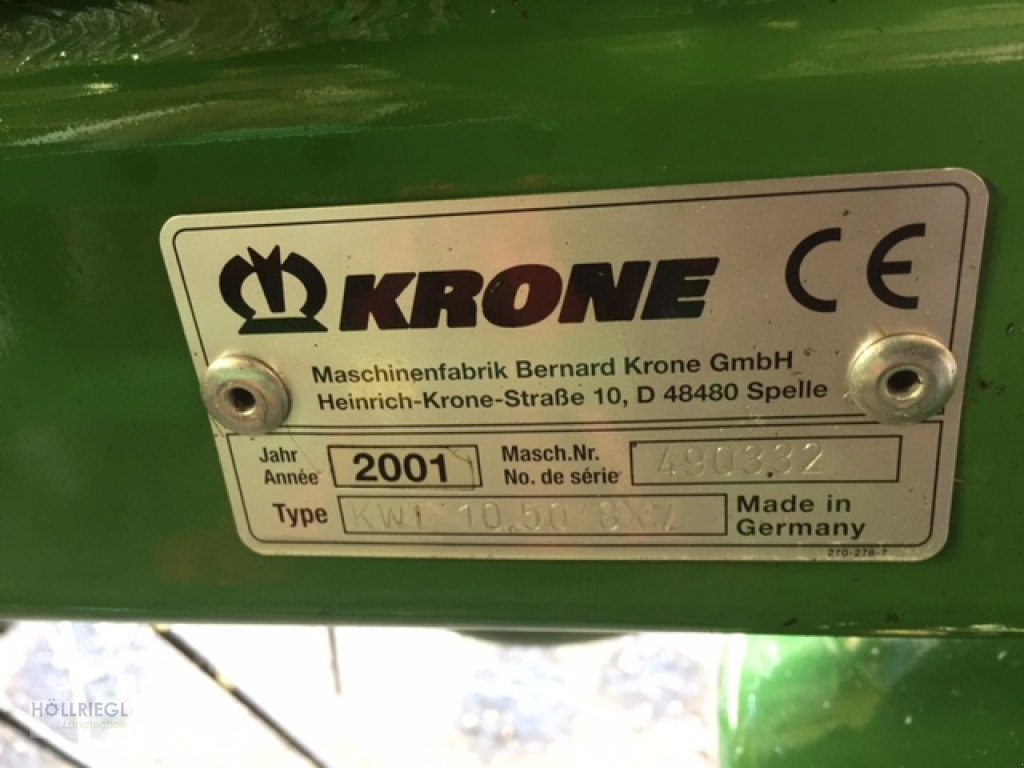 KRONE CE
Maschinenfabrik Bernard Krone GmbH
Heinrich-Krone-Straße 10, D 48480 Spelle
Jahr
Année
2001
Masch.Nr.
No. de série
490332
Type
KWT 10,50 8X7
Made in
Germany
270-278-7
HÖLLRIEGL
Landtechnik